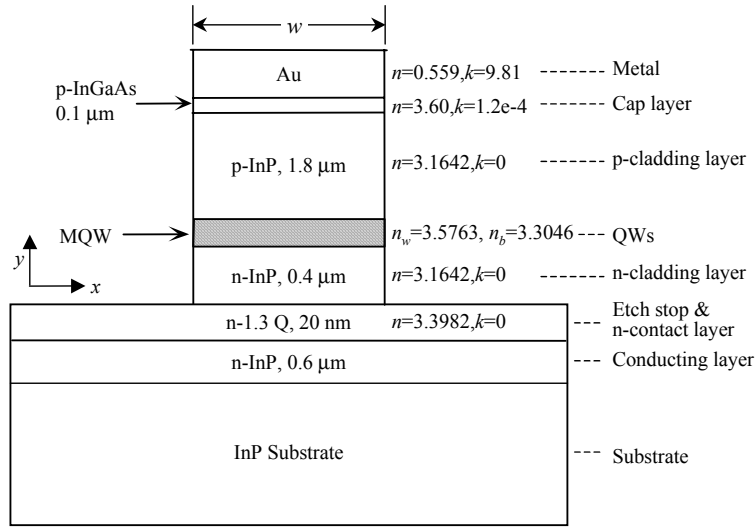 w
Au
n=0.559,k=9.81
Metal
p-InGaAs
0.1 μm
n=3.60,k=1.2e-4
Cap layer
p-InP, 1.8 μm
n=3.1642,k=0
p-cladding layer
MQW
n_w=3.5763, n_b=3.3046
QWs
y
x
n-InP, 0.4 μm
n=3.1642,k=0
n-cladding layer
n-1.3 Q, 20 nm
n=3.3982,k=0
Etch stop &
n-contact layer
n-InP, 0.6 μm
Conducting layer
InP Substrate
Substrate